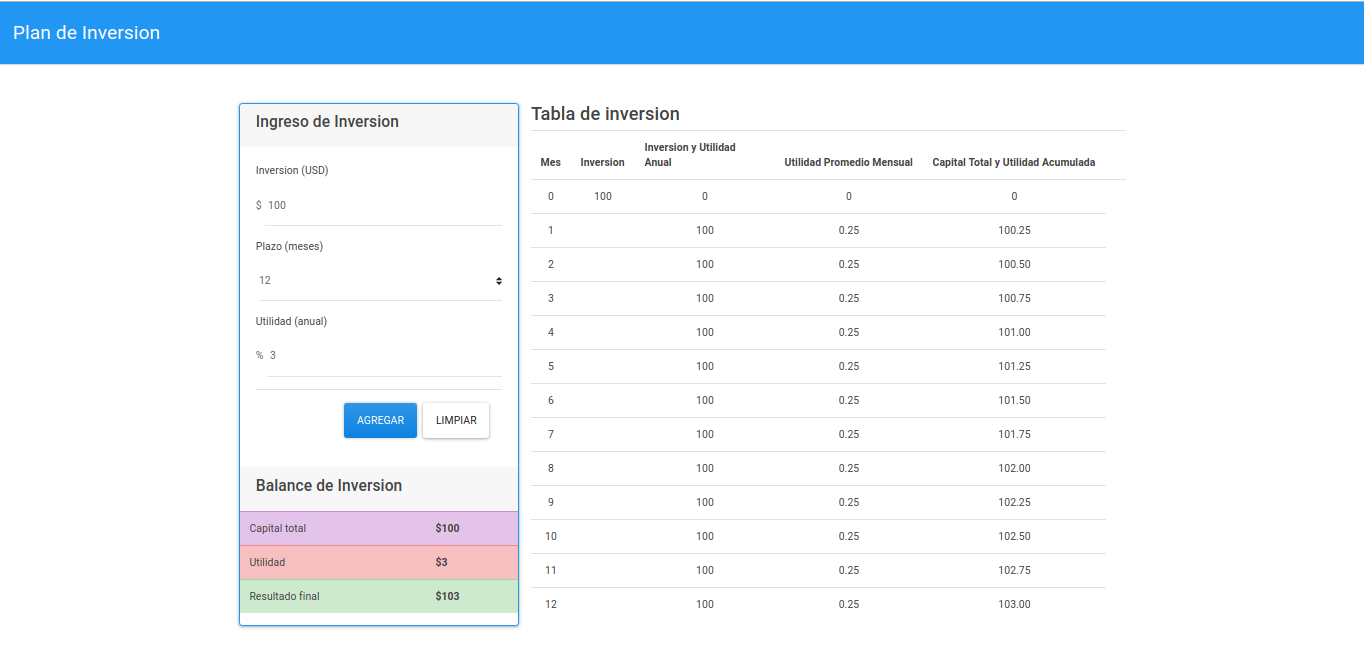 Plan de Inversion
Ingreso de Inversion
Inversion (USD)
$ 100
Plazo (meses)
12
Utilidad (anual)
% 3
AGREGAR LIMPIAR
Balance de Inversion
Capital total $100
Utilidad $3
Resultado final $103
Tabla de inversion
Mes Inversion Inversion y Utilidad Anual Utilidad Promedio Mensual Capital Total y Utilidad Acumulada
0 100 0 0 0
1 100 0.25 100.25
2 100 0.25 100.50
3 100 0.25 100.75
4 100 0.25 101.00
5 100 0.25 101.25
6 100 0.25 101.50
7 100 0.25 101.75
8 100 0.25 102.00
9 100 0.25 102.25
10 100 0.25 102.50
11 100 0.25 102.75
12 100 0.25 103.00